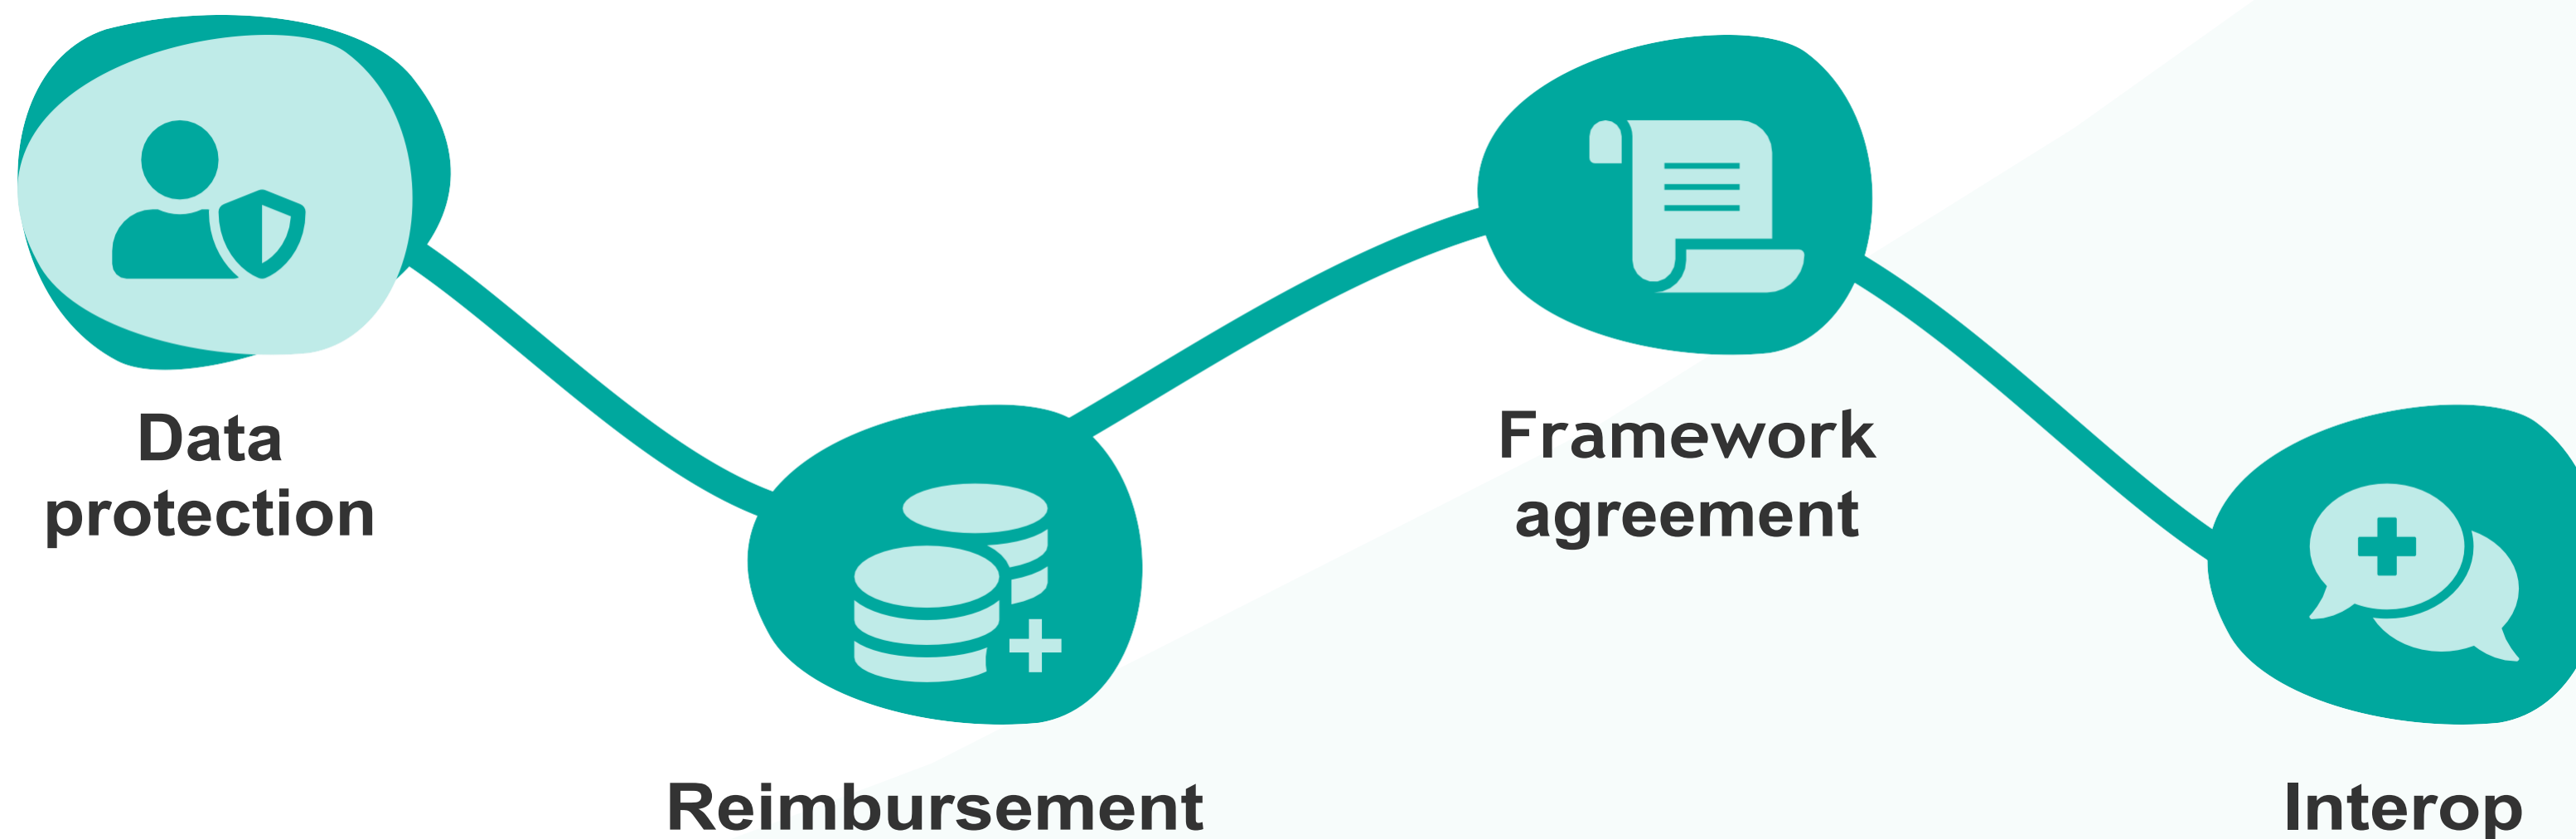 Data
protection
Reimbursement
Framework
agreement
Interop